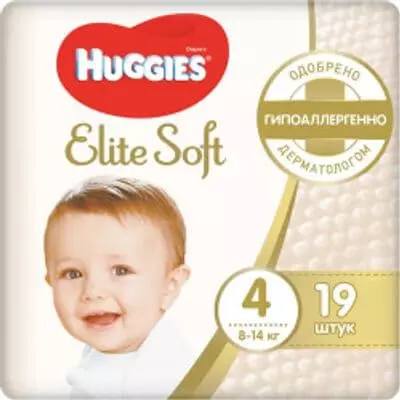 HUGGIES
Elite Soft
ОДОБРЕНО
ГИПОАЛЛЕРГЕННО
ДЕРМАТОЛОГОМ
4
8-14 кг
19
штук